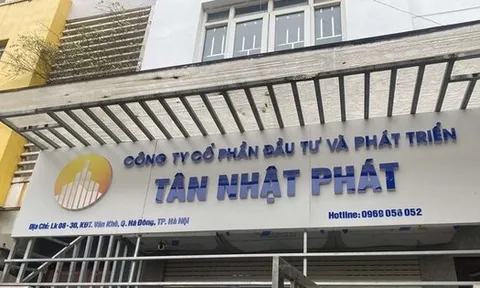 CÔNG TY CỔ PHẦN ĐẦU TƯ VÀ PHÁT TRIỂN
TÂN NHẬT PHÁT
Địa Chỉ: Lk 08 - 30, KĐT. Văn Khê, Q. Hà Đông, TP. Hà Nội
Hotline: 0969 058 052